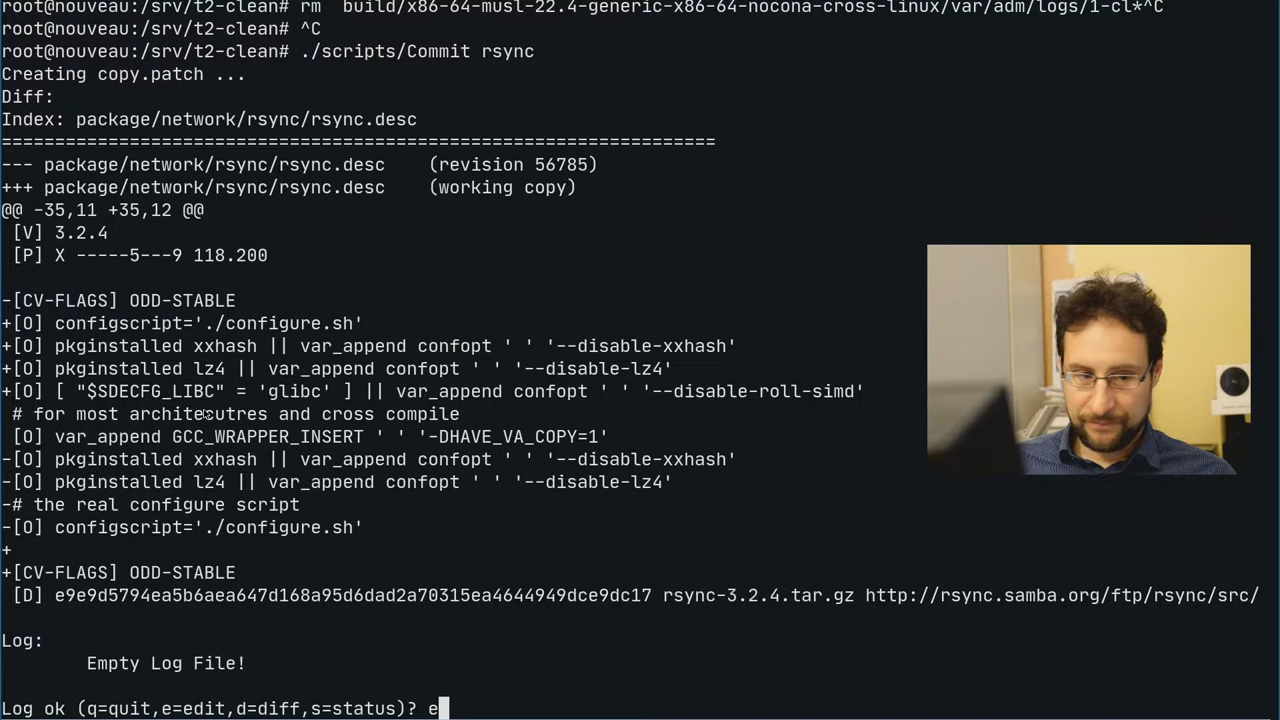 root@nouveau:/srv/t2-clean# rm  build/x86-64-musl-22.4-generic-x86-64-nocona-cross-linux/var/adm/logs/1-cl*^C
root@nouveau:/srv/t2-clean# ^C
root@nouveau:/srv/t2-clean# ./scripts/Commit rsync
Creating copy.patch ...
Diff:
Index: package/network/rsync/rsync.desc
===================================================================
--- package/network/rsync/rsync.desc    (revision 56785)
+++ package/network/rsync/rsync.desc    (working copy)
@@ -35,11 +35,12 @@
 [V] 3.2.4
 [P] X -----5---9 118.200

-[CV-FLAGS] ODD-STABLE
+[O] configscript='./configure.sh'
+[O] pkginstalled xxhash || var_append confopt ' ' '--disable-xxhash'
+[O] pkginstalled lz4 || var_append confopt ' ' '--disable-lz4'
+[O] [ "$SDECFG_LIBC" = 'glibc' ] || var_append confopt ' ' '--disable-roll-simd'
 # for most architecutres and cross compile
 [O] var_append GCC_WRAPPER_INSERT ' ' '-DHAVE_VA_COPY=1'
-[O] pkginstalled xxhash || var_append confopt ' ' '--disable-xxhash'
-[O] pkginstalled lz4 || var_append confopt ' ' '--disable-lz4'
-# the real configure script
-[O] configscript='./configure.sh'
+
+[CV-FLAGS] ODD-STABLE
 [D] e9e9d5794ea5b6aea647d168a95d6dad2a70315ea4644949dce9dc17 rsync-3.2.4.tar.gz http://rsync.samba.org/ftp/rsync/src/

Log:
        Empty Log File!

Log ok (q=quit,e=edit,d=diff,s=status)? e